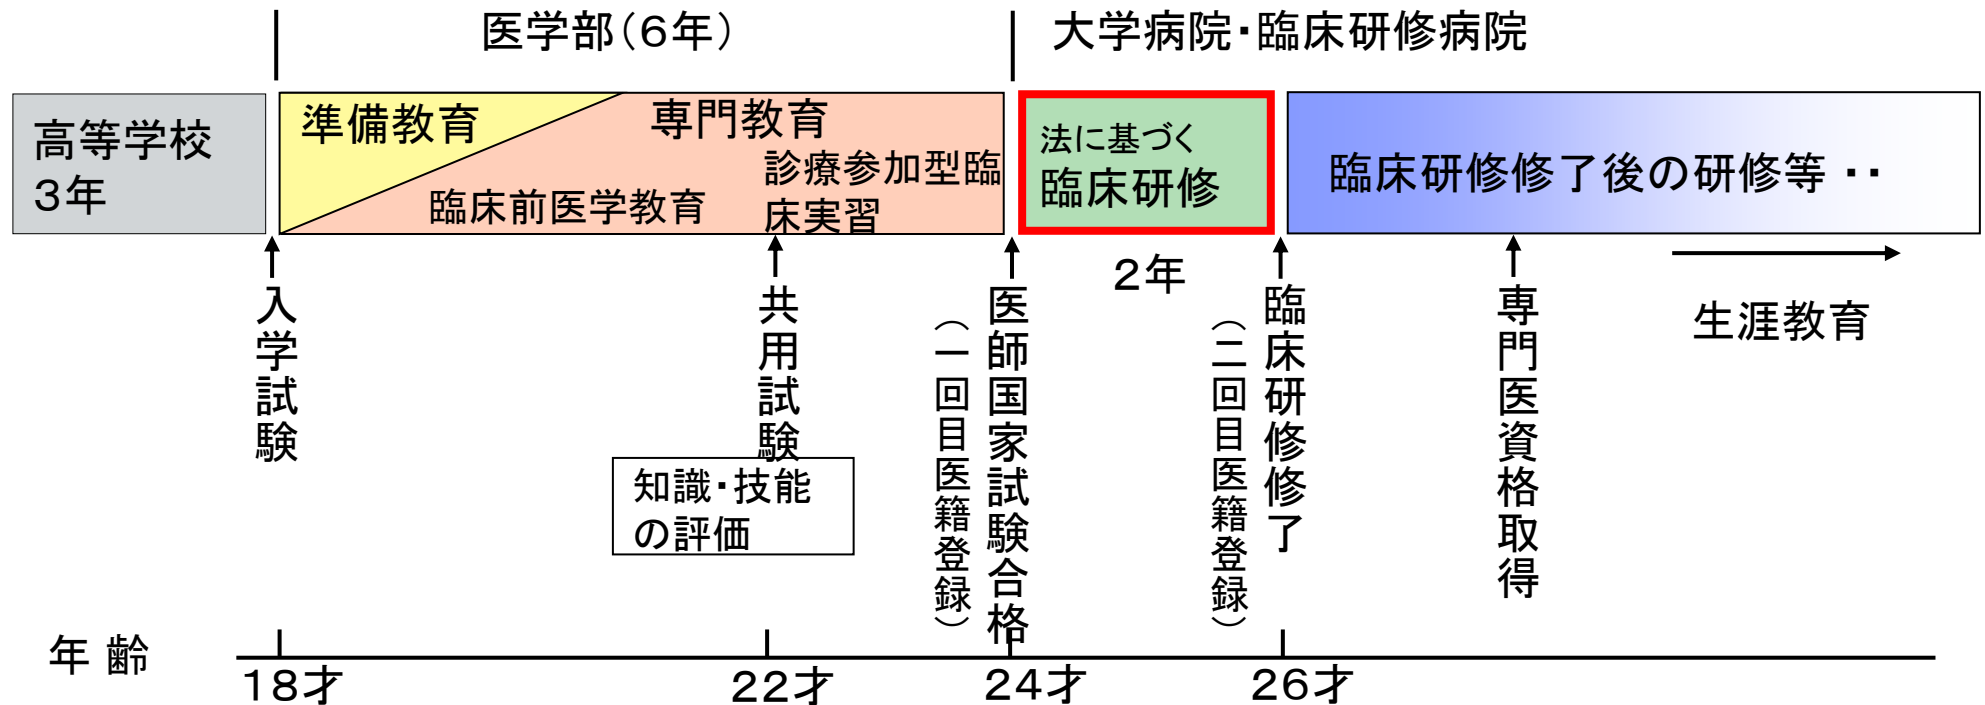 医学部(6年)
大学病院・臨床研修病院
高等学校
3年
準備教育
専門教育
臨床前医学教育
診療参加型臨
床実習
法に基づく
臨床研修
臨床研修修了後の研修等 ・・
2年
生涯教育
入学試験
共用試験
知識・技能
の評価
医師国家試験合格
(一回目医籍登録)
臨床研修修了
(二回目医籍登録)
専門医資格取得
年 齢
18才
22才
24才
26才